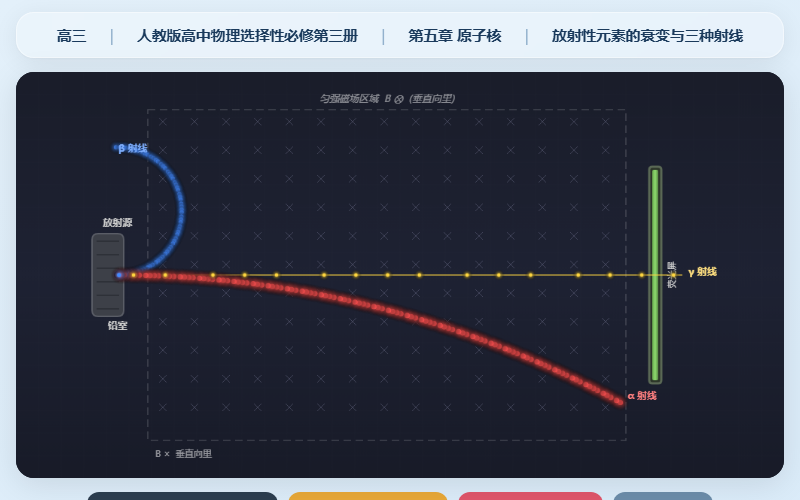 高三 | 人教版高中物理选择性必修第三册 | 第五章 原子核 | 放射性元素的衰变与三种射线
匀强磁场区域 B ⊗ (垂直向里)
β 射线
放射源
荧光屏
γ 射线
铅室
α 射线
B × 垂直向里